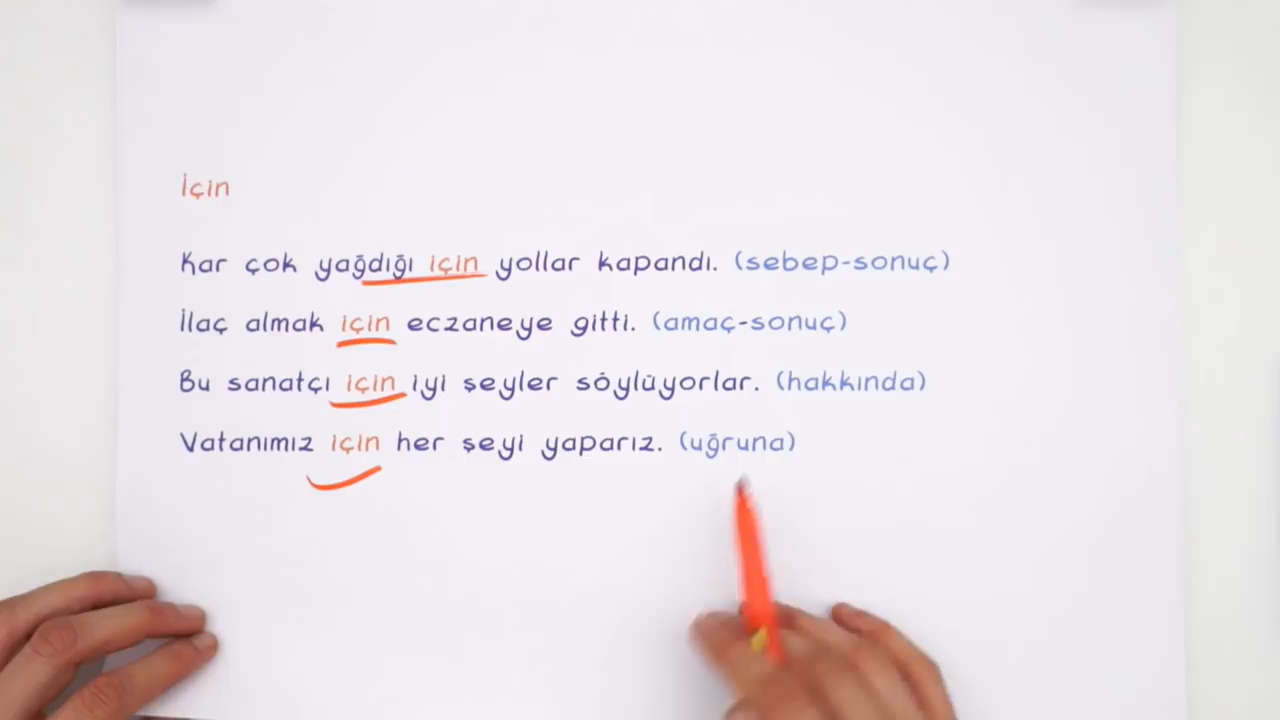 İçin
Kar çok yağdığı için yollar kapandı. (sebep-sonuç)
İlaç almak için eczaneye gitti. (amaç-sonuç)
Bu sanatçı için iyi şeyler söylüyorlar. (hakkında)
Vatanımız için her şeyi yaparız. (uğruna)